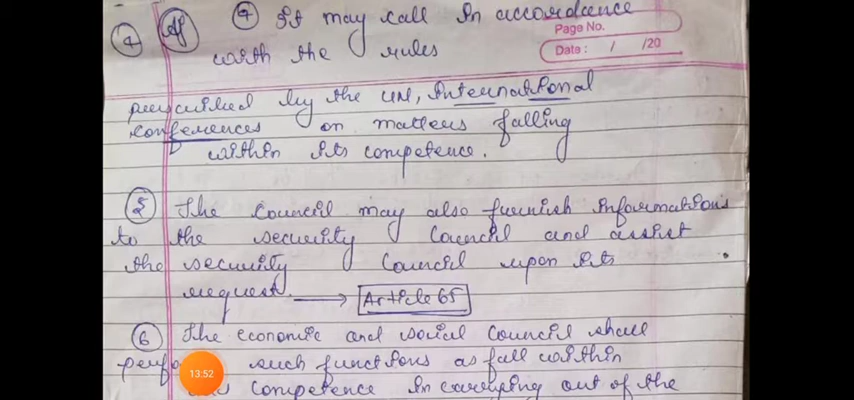 ④ ④ It may call in accordance
Page No.
with the rules
Date : / /20
prescribed by the UN, International
conferences on matters falling
within its competence.
⑤ The Council may also furnish informations
to the security Council and assist
the security Council upon its
request. → Article 65
⑥ The economic and social Council shall
perfo such functions as fall within
competence in carrying out of the
13:52